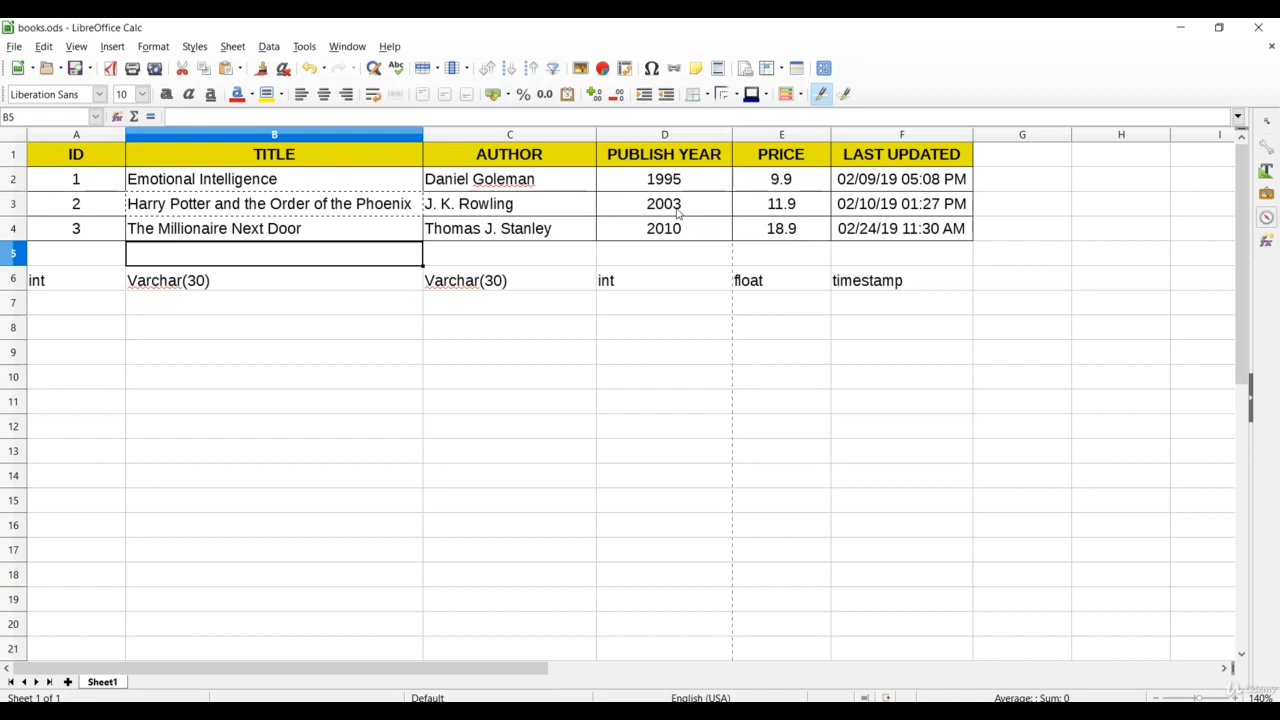 books.ods - LibreOffice Calc
File Edit View Insert Format Styles Sheet Data Tools Window Help
Liberation Sans 10
B5
A B C D E F G H I
1 ID TITLE AUTHOR PUBLISH YEAR PRICE LAST UPDATED
2 1 Emotional Intelligence Daniel Goleman 1995 9.9 02/09/19 05:08 PM
3 2 Harry Potter and the Order of the Phoenix J. K. Rowling 2003 11.9 02/10/19 01:27 PM
4 3 The Millionaire Next Door Thomas J. Stanley 2010 18.9 02/24/19 11:30 AM
5
6 int Varchar(30) Varchar(30) int float timestamp
7
8
9
10
11
12
13
14
15
16
17
18
19
20
21
Sheet1
Sheet 1 of 1 Default English (USA) Average: ; Sum: 0 140%
Udemy